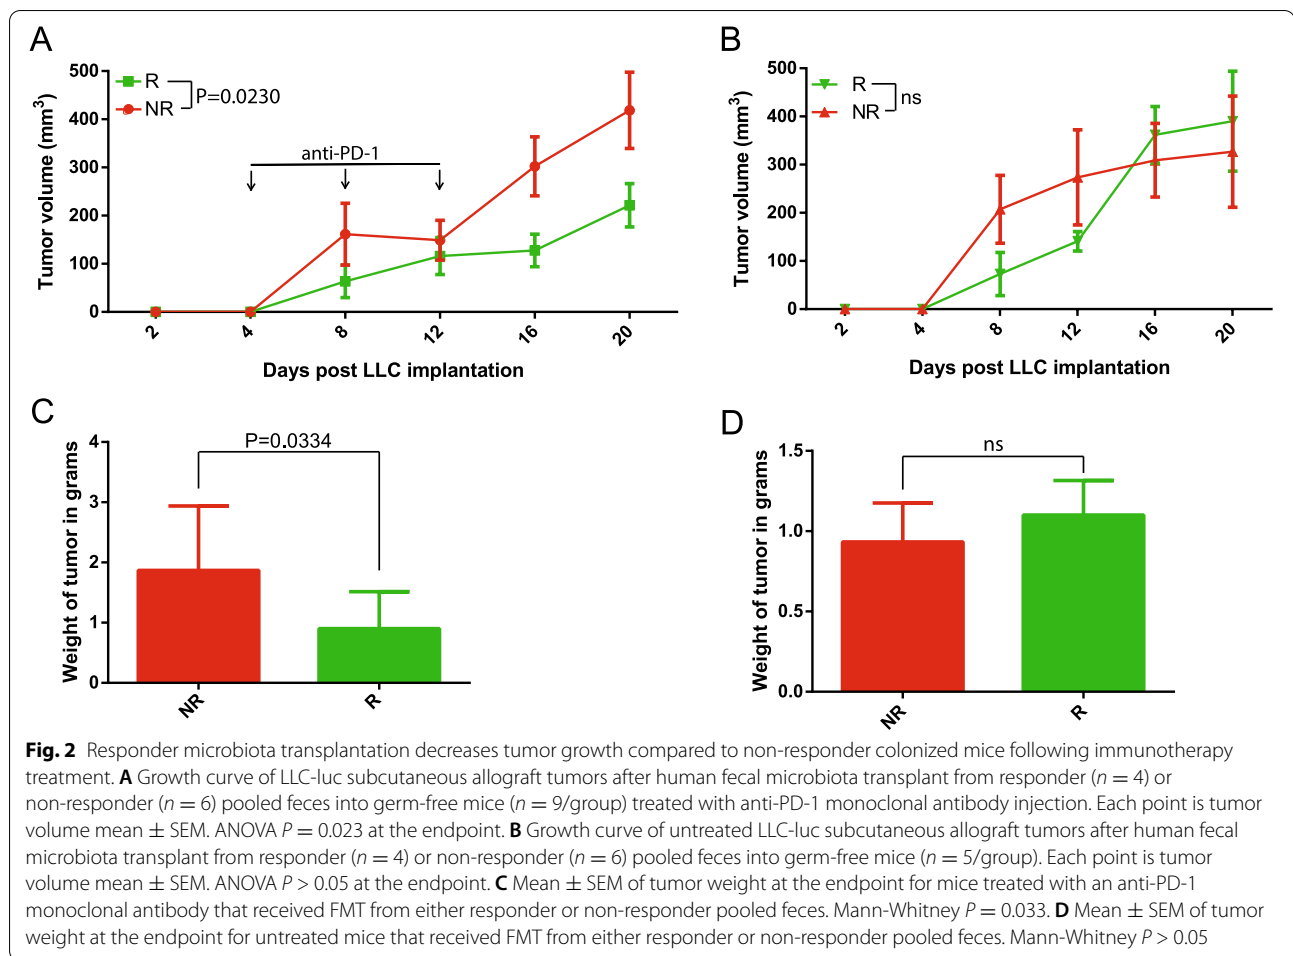 A
R
NR
P=0.0230
anti-PD-1
500
400
300
200
100
0
Tumor volume (mm³)
2
4
8
12
16
20
Days post LLC implantation
B
R
NR
ns
500
400
300
200
100
0
Tumor volume (mm³)
2
4
8
12
16
20
Days post LLC implantation
C
P=0.0334
4
3
2
1
0
Weight of tumor in grams
NR
R
D
ns
1.5
1.0
0.5
0.0
Weight of tumor in grams
NR
R
Fig. 2 Responder microbiota transplantation decreases tumor growth compared to non-responder colonized mice following immunotherapy
treatment. A Growth curve of LLC-luc subcutaneous allograft tumors after human fecal microbiota transplant from responder (n = 4) or
non-responder (n = 6) pooled feces into germ-free mice (n = 9/group) treated with anti-PD-1 monoclonal antibody injection. Each point is tumor
volume mean ± SEM. ANOVA P = 0.023 at the endpoint. B Growth curve of untreated LLC-luc subcutaneous allograft tumors after human fecal
microbiota transplant from responder (n = 4) or non-responder (n = 6) pooled feces into germ-free mice (n = 5/group). Each point is tumor
volume mean ± SEM. ANOVA P > 0.05 at the endpoint. C Mean ± SEM of tumor weight at the endpoint for mice treated with an anti-PD-1
monoclonal antibody that received FMT from either responder or non-responder pooled feces. Mann-Whitney P = 0.033. D Mean ± SEM of tumor
weight at the endpoint for untreated mice that received FMT from either responder or non-responder pooled feces. Mann-Whitney P > 0.05